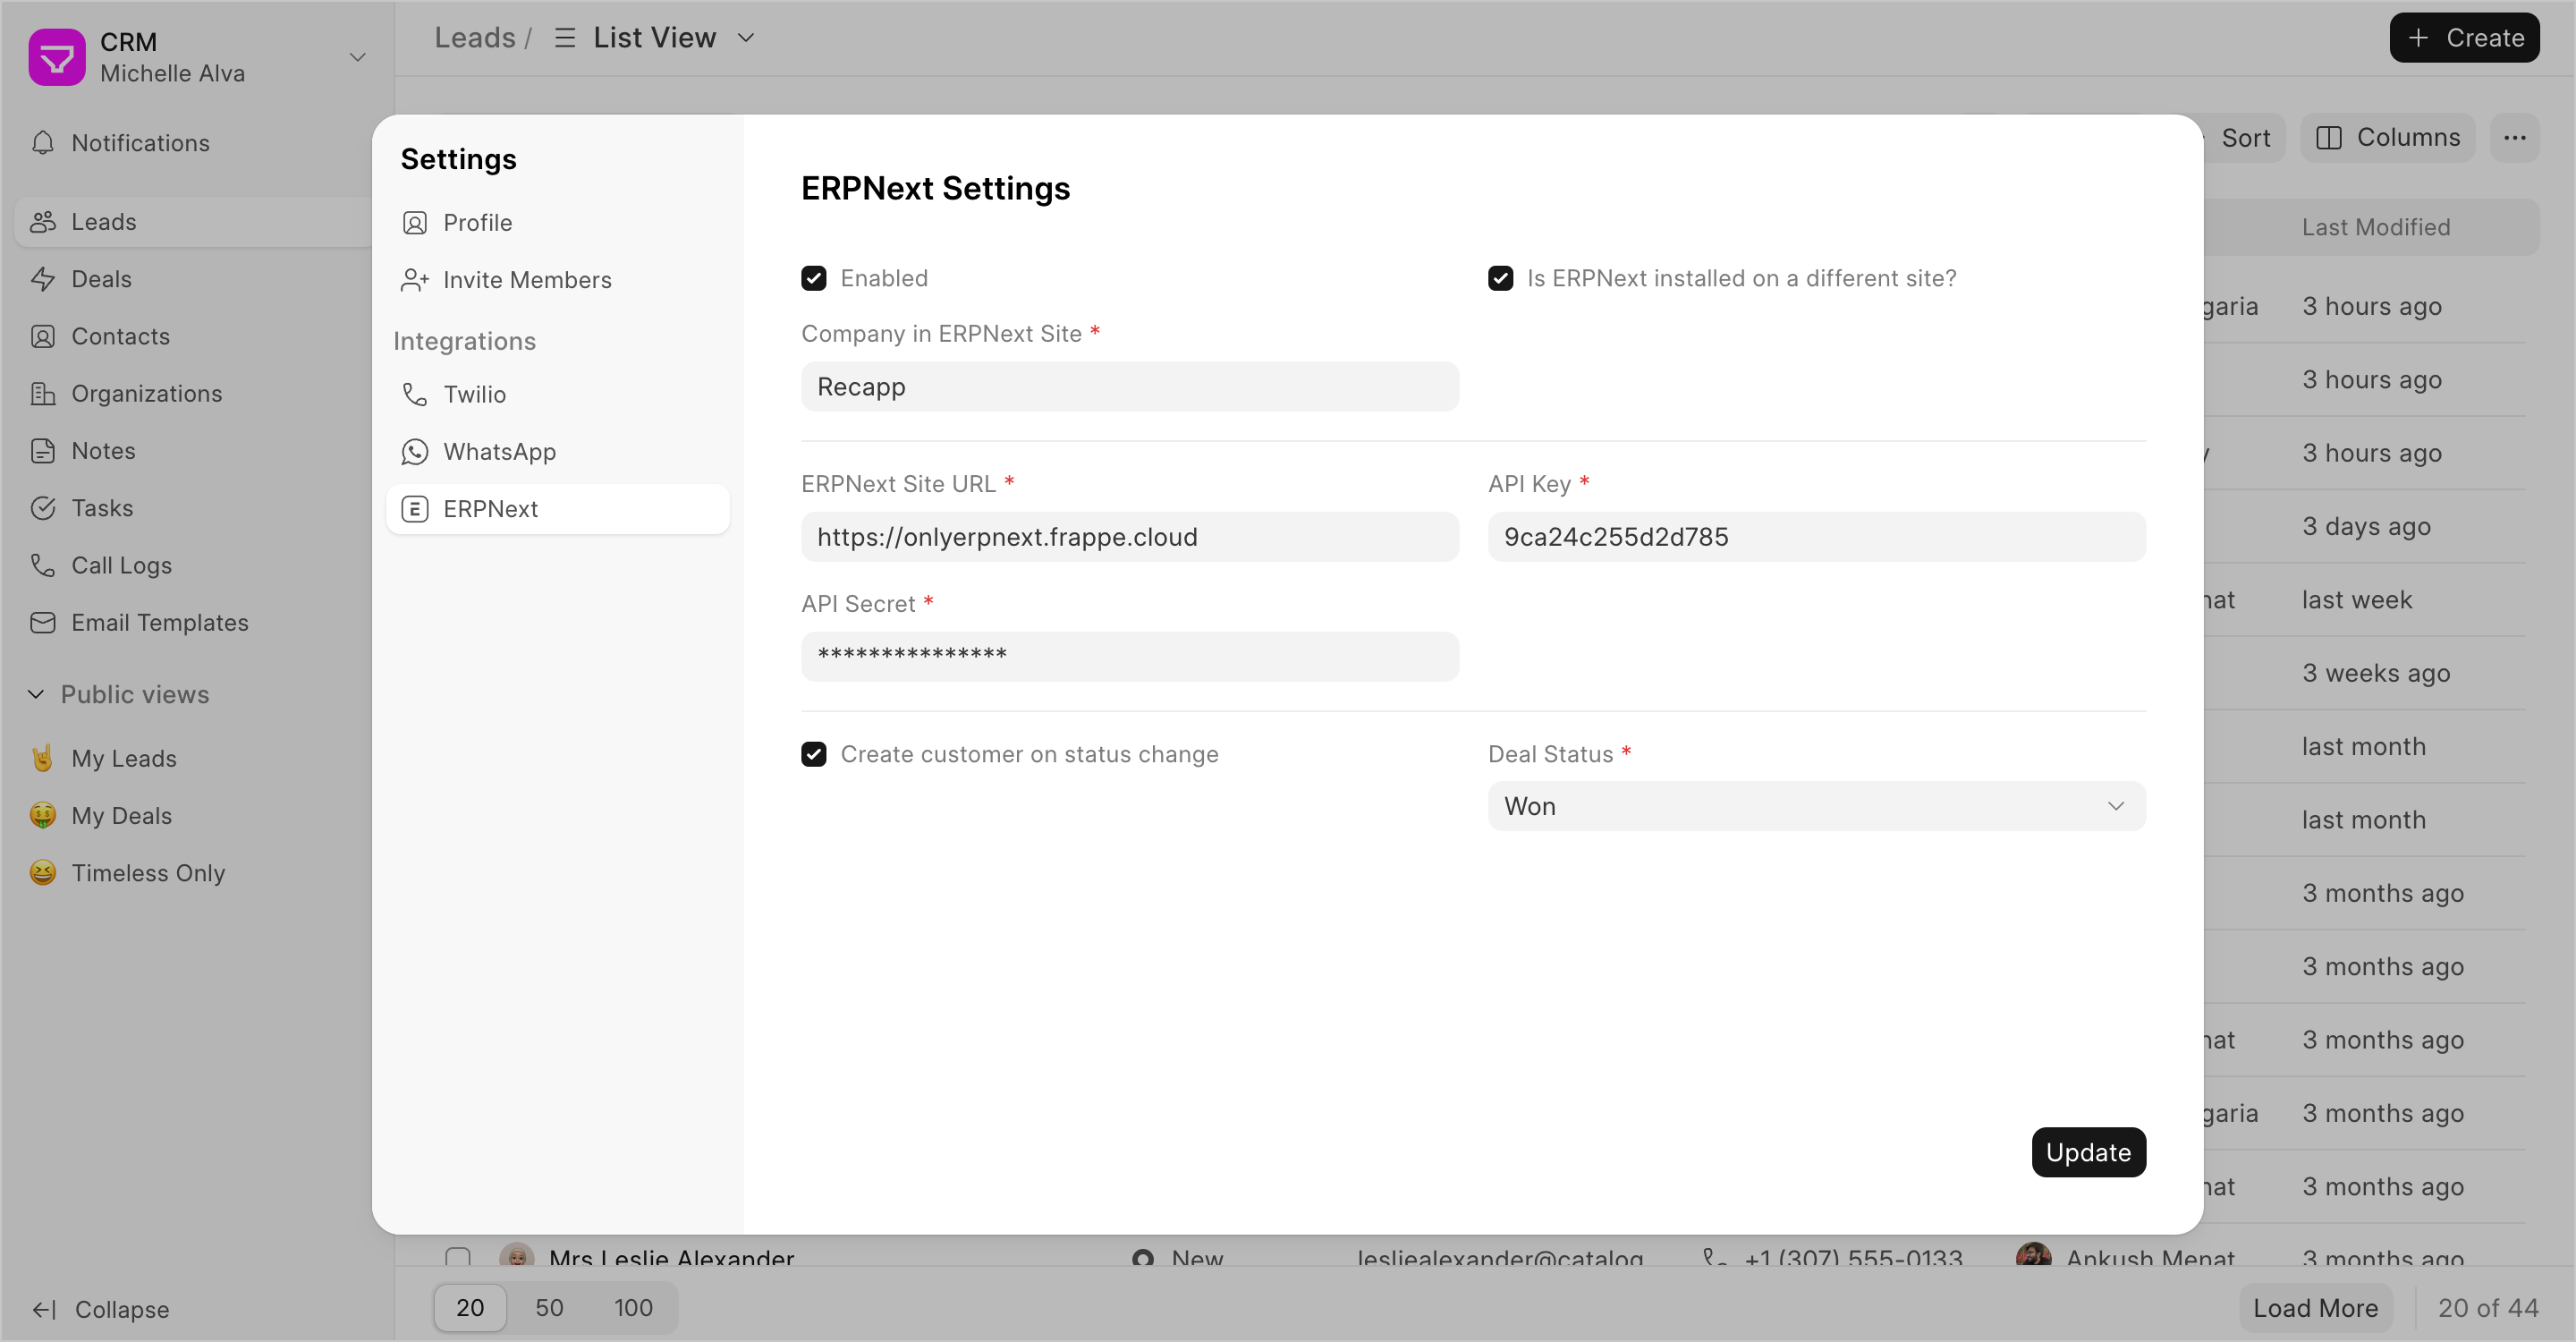 CRM
Michelle Alva
Notifications
Leads
Deals
Contacts
Organizations
Notes
Tasks
Call Logs
Email Templates
Public views
My Leads
My Deals
Timeless Only
Collapse
Leads / List View
Create
Sort
Columns
Last Modified
Settings
Profile
Invite Members
Integrations
Twilio
WhatsApp
ERPNext
ERPNext Settings
Enabled
Is ERPNext installed on a different site?
Company in ERPNext Site *
Recapp
ERPNext Site URL *
API Key *
https://onlyerpnext.frappe.cloud
9ca24c255d2d785
API Secret *
***************
Create customer on status change
Deal Status *
Won
Update
garia 3 hours ago
3 hours ago
3 hours ago
3 days ago
nat last week
3 weeks ago
last month
last month
3 months ago
3 months ago
nat 3 months ago
garia 3 months ago
nat 3 months ago
Mrs Leslie Alexander New lesliealexander@catalog +1 (307) 555-0133 Ankush Menat 3 months ago
20 50 100
Load More 20 of 44